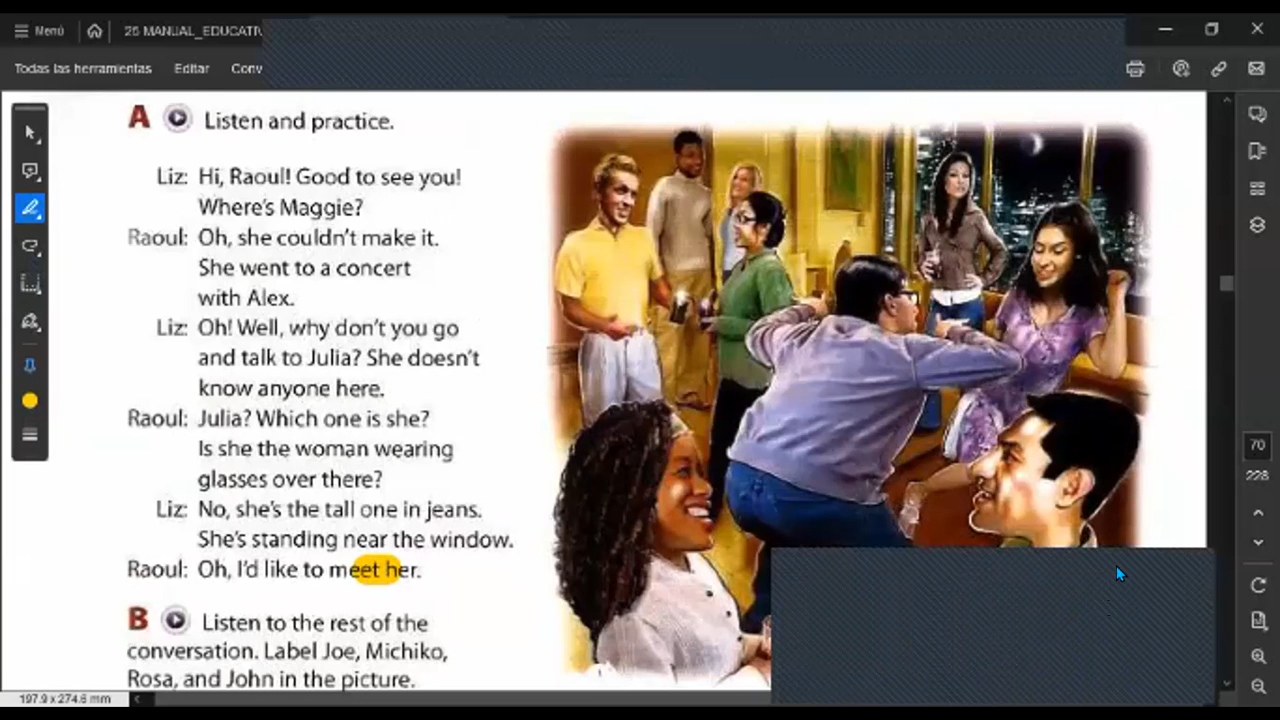 Menú
26 MANUAL_EDUCATIV
Todas las herramientas
Editar
Conv
A Listen and practice.
Liz: Hi, Raoul! Good to see you!
Where's Maggie?
Raoul: Oh, she couldn't make it.
She went to a concert
with Alex.
Liz: Oh! Well, why don't you go
and talk to Julia? She doesn't
know anyone here.
Raoul: Julia? Which one is she?
Is she the woman wearing
glasses over there?
Liz: No, she's the tall one in jeans.
She's standing near the window.
Raoul: Oh, I'd like to meet her.
B Listen to the rest of the
conversation. Label Joe, Michiko,
Rosa, and John in the picture.
70
228
197.9 x 274.6 mm